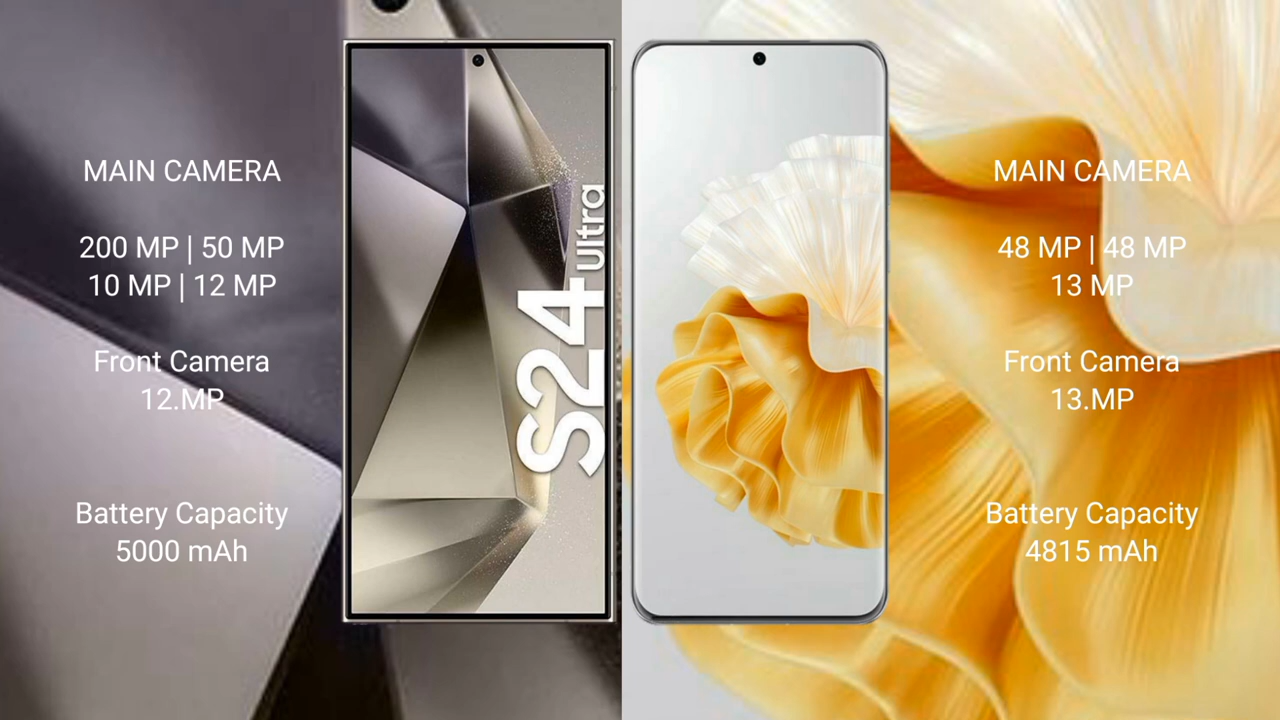 MAIN CAMERA
200 MP | 50 MP
10 MP | 12 MP
Front Camera
12.MP
Battery Capacity
5000 mAh
S24 Ultra
MAIN CAMERA
48 MP | 48 MP
13 MP
Front Camera
13.MP
Battery Capacity
4815 mAh